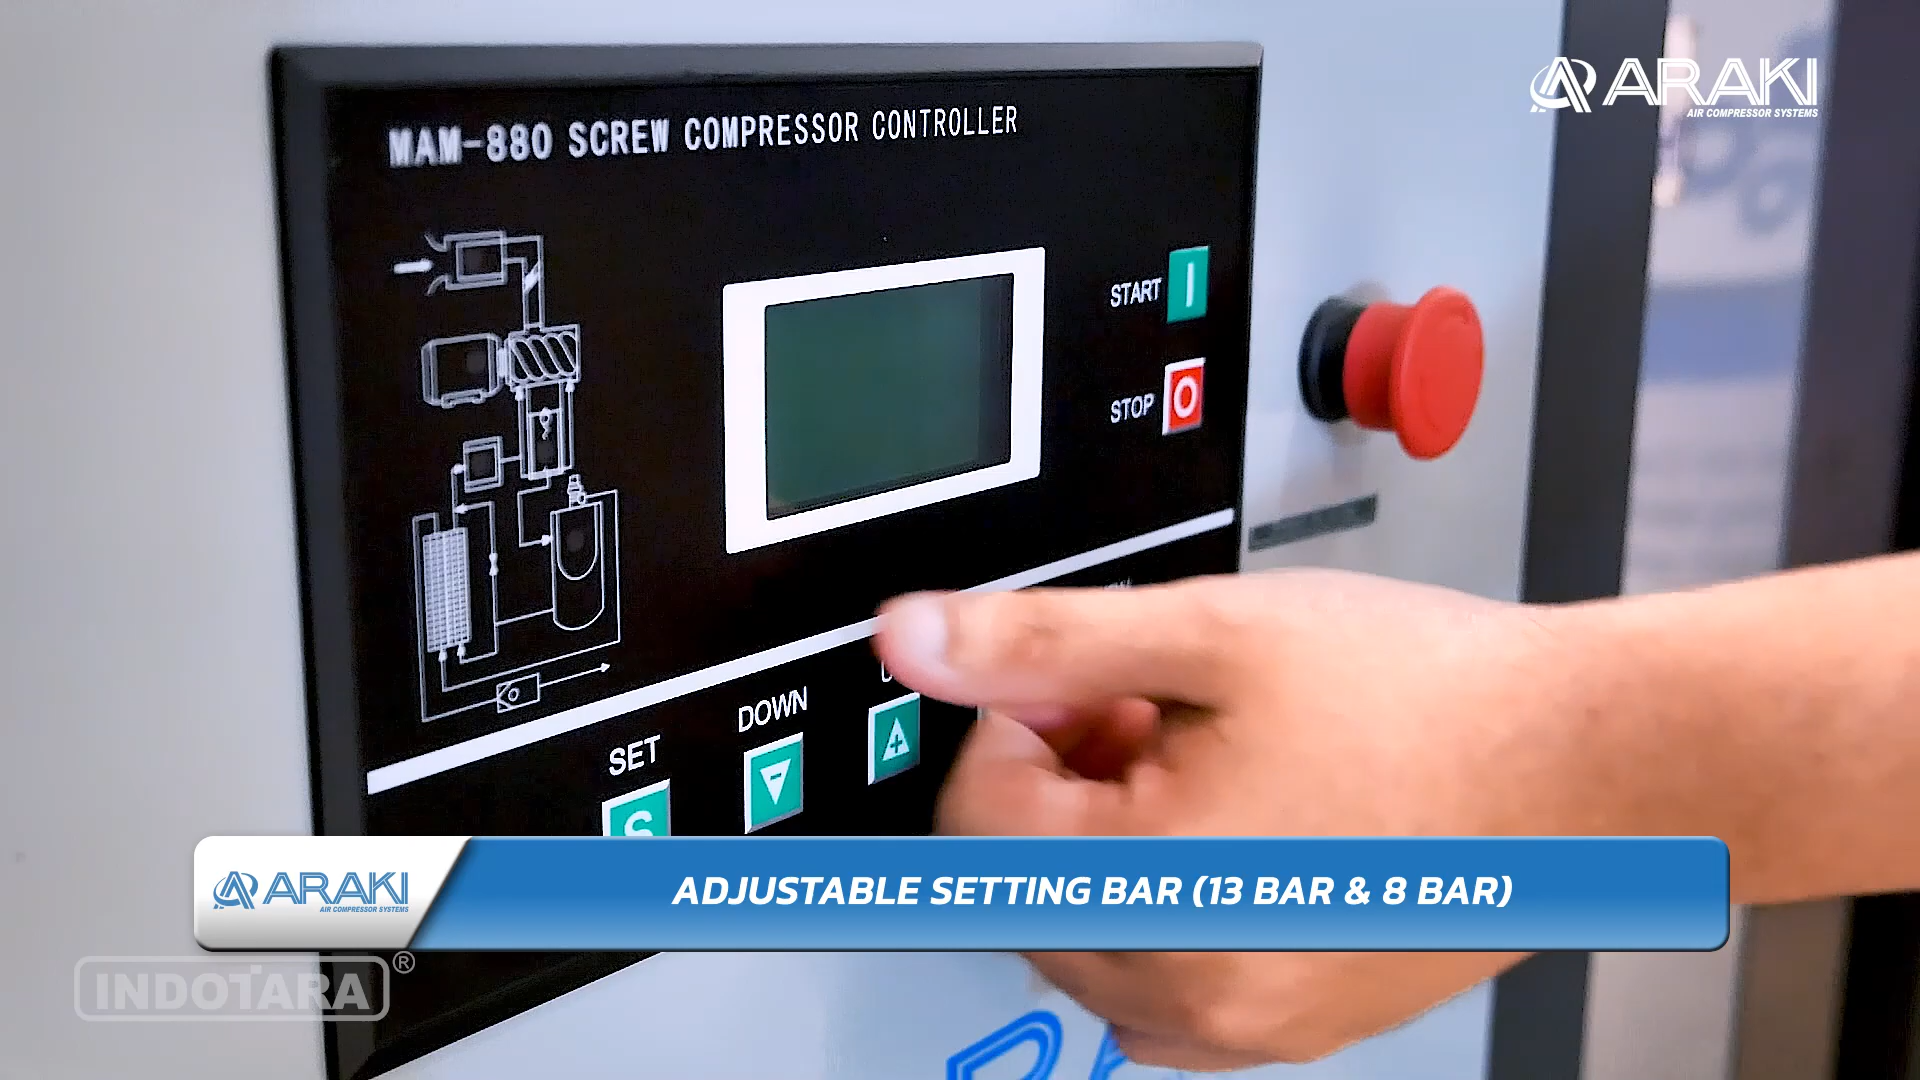 ARAKI
AIR COMPRESSOR SYSTEMS
MAM-880 SCREW COMPRESSOR CONTROLLER
START
STOP
DOWN
SET
S
ARAKI
AIR COMPRESSOR SYSTEMS
ADJUSTABLE SETTING BAR (13 BAR & 8 BAR)
INDOTARA®